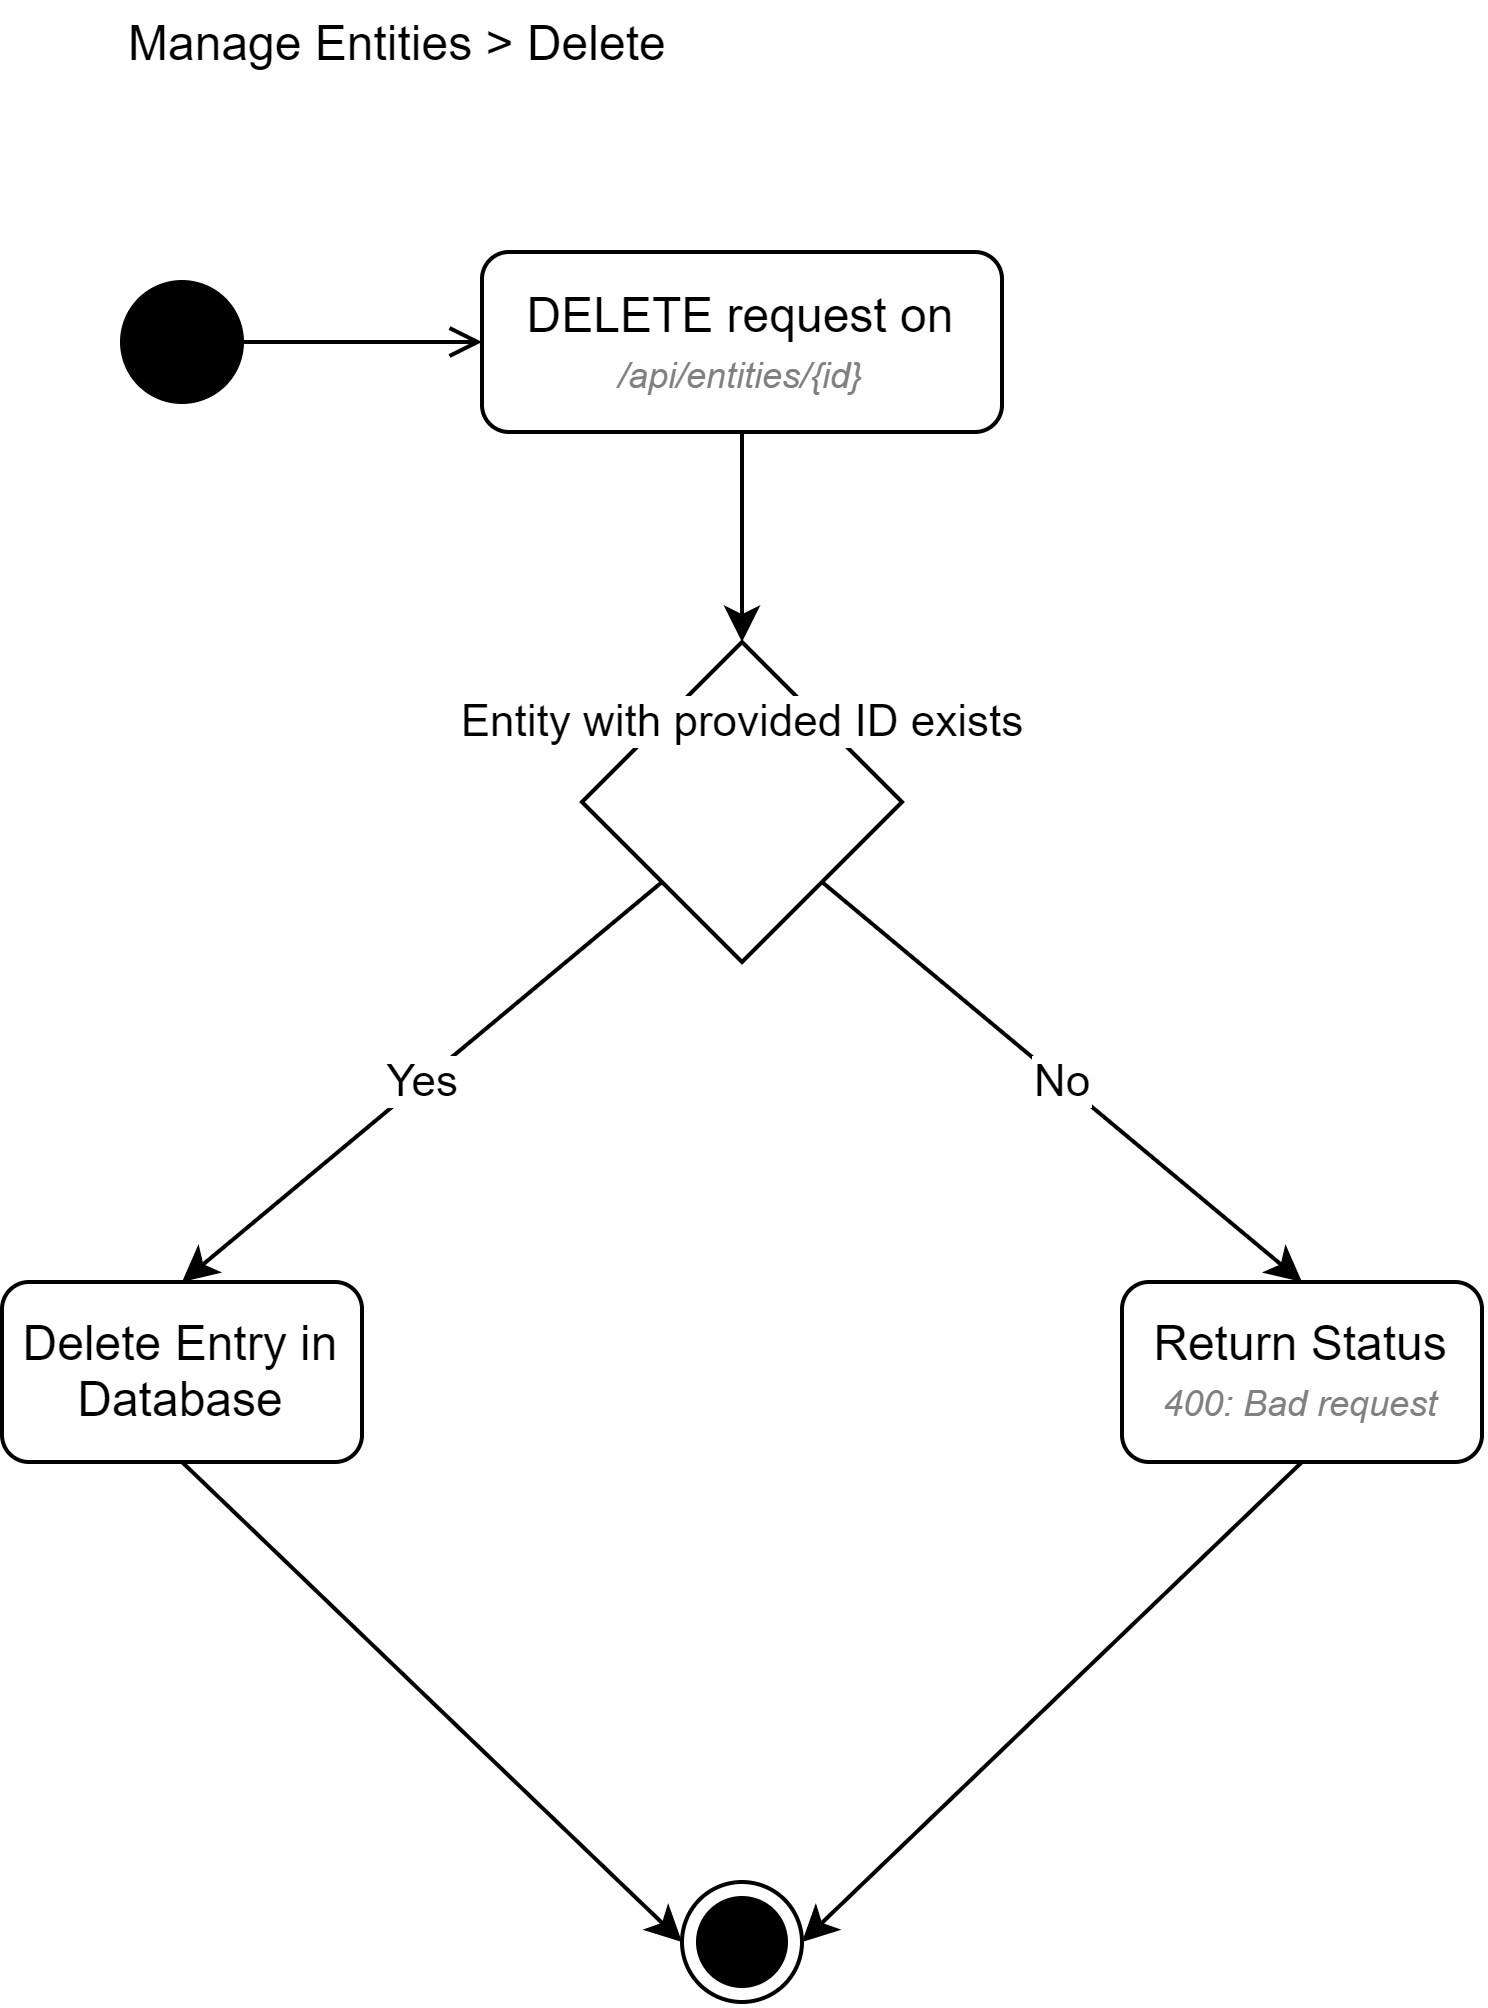 Manage Entities > Delete
DELETE request on
/api/entities/{id}
Entity with provided ID exists
Yes
No
Delete Entry in
Database
Return Status
400: Bad request